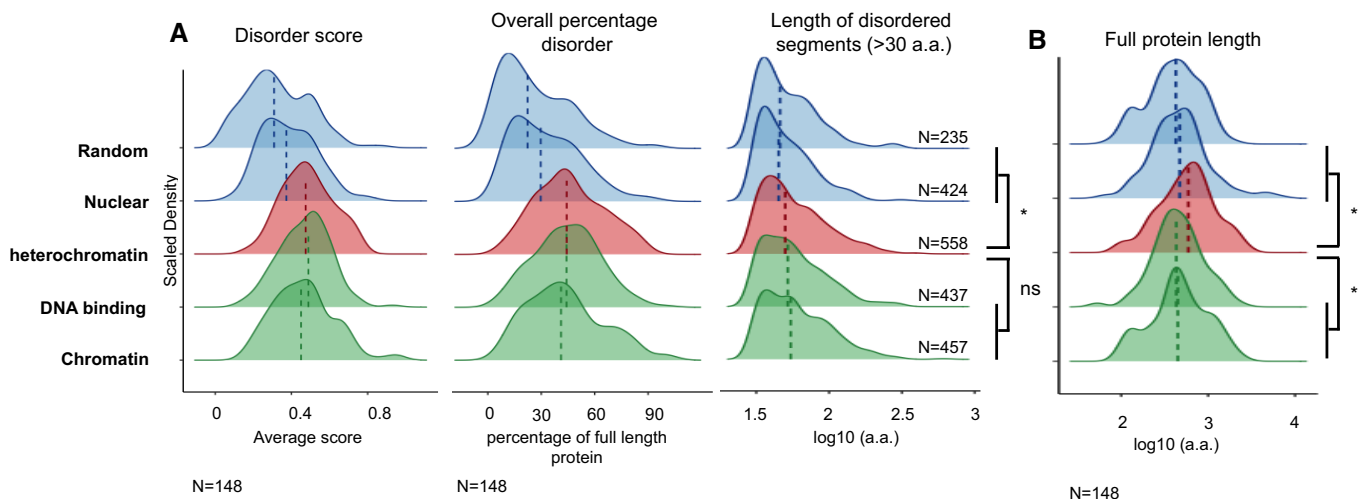 A
Disorder score
Overall percentage
disorder
Length of disordered
segments (>30 a.a.)
B
Full protein length
Scaled Density
Random
Nuclear
heterochromatin
DNA binding
Chromatin
N=235
N=424
N=558
N=437
N=457
*
ns
*
*
0 0.4 0.8
Average score
0 30 60 90
percentage of full length
protein
1.5 2 2.5 3
log10 (a.a.)
2 3 4
log10 (a.a.)
N=148
N=148
N=148